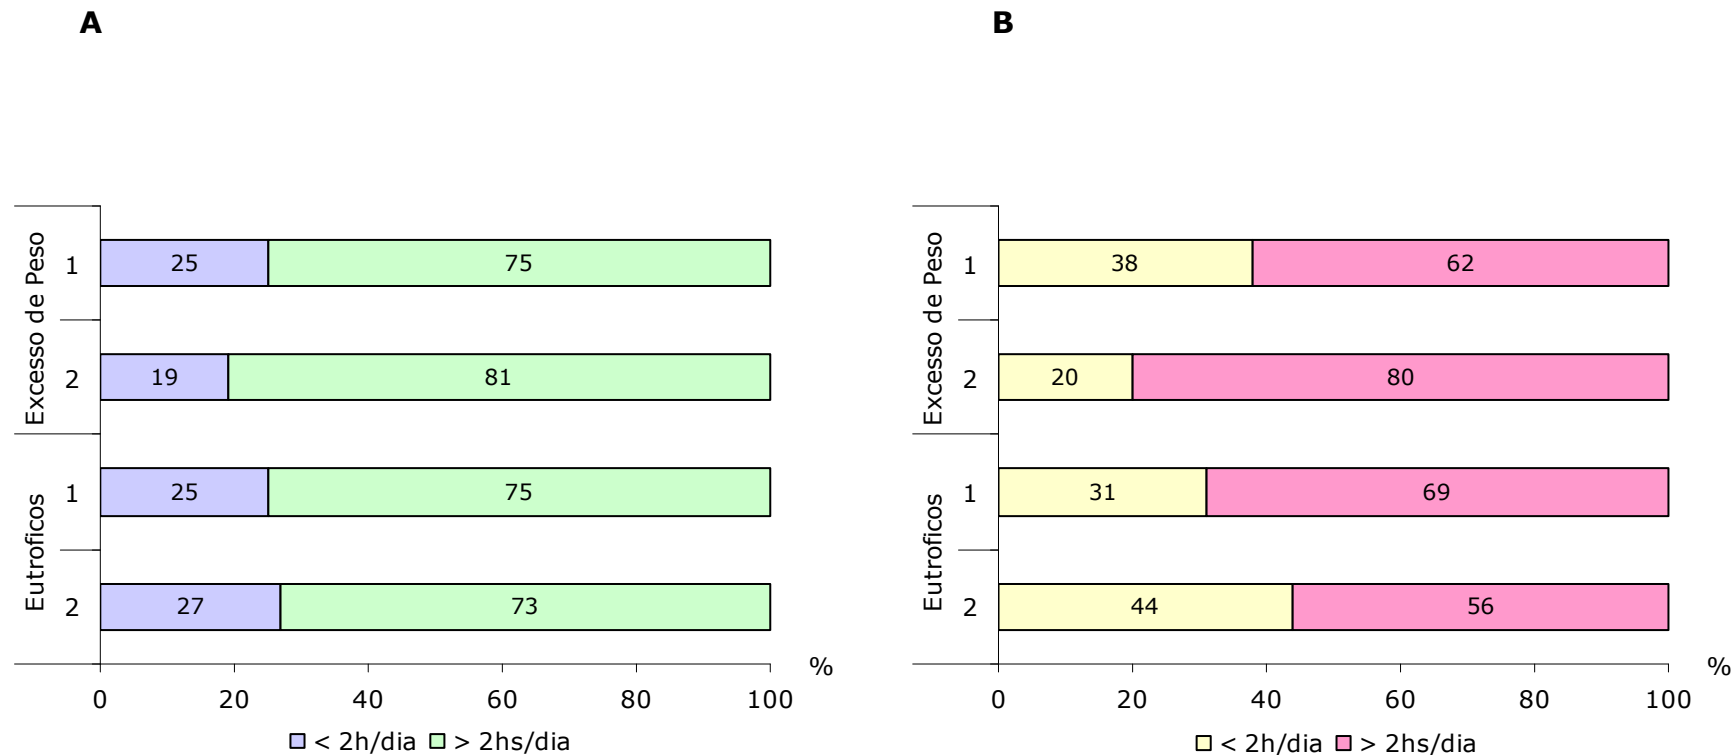 A
Excesso de Peso
1
25 75
2
19 81
Eutroficos
1
25 75
2
27 73
0 20 40 60 80 100 %
< 2h/dia > 2hs/dia
B
Excesso de Peso
1
38 62
2
20 80
Eutroficos
1
31 69
2
44 56
0 20 40 60 80 100 %
< 2h/dia > 2hs/dia